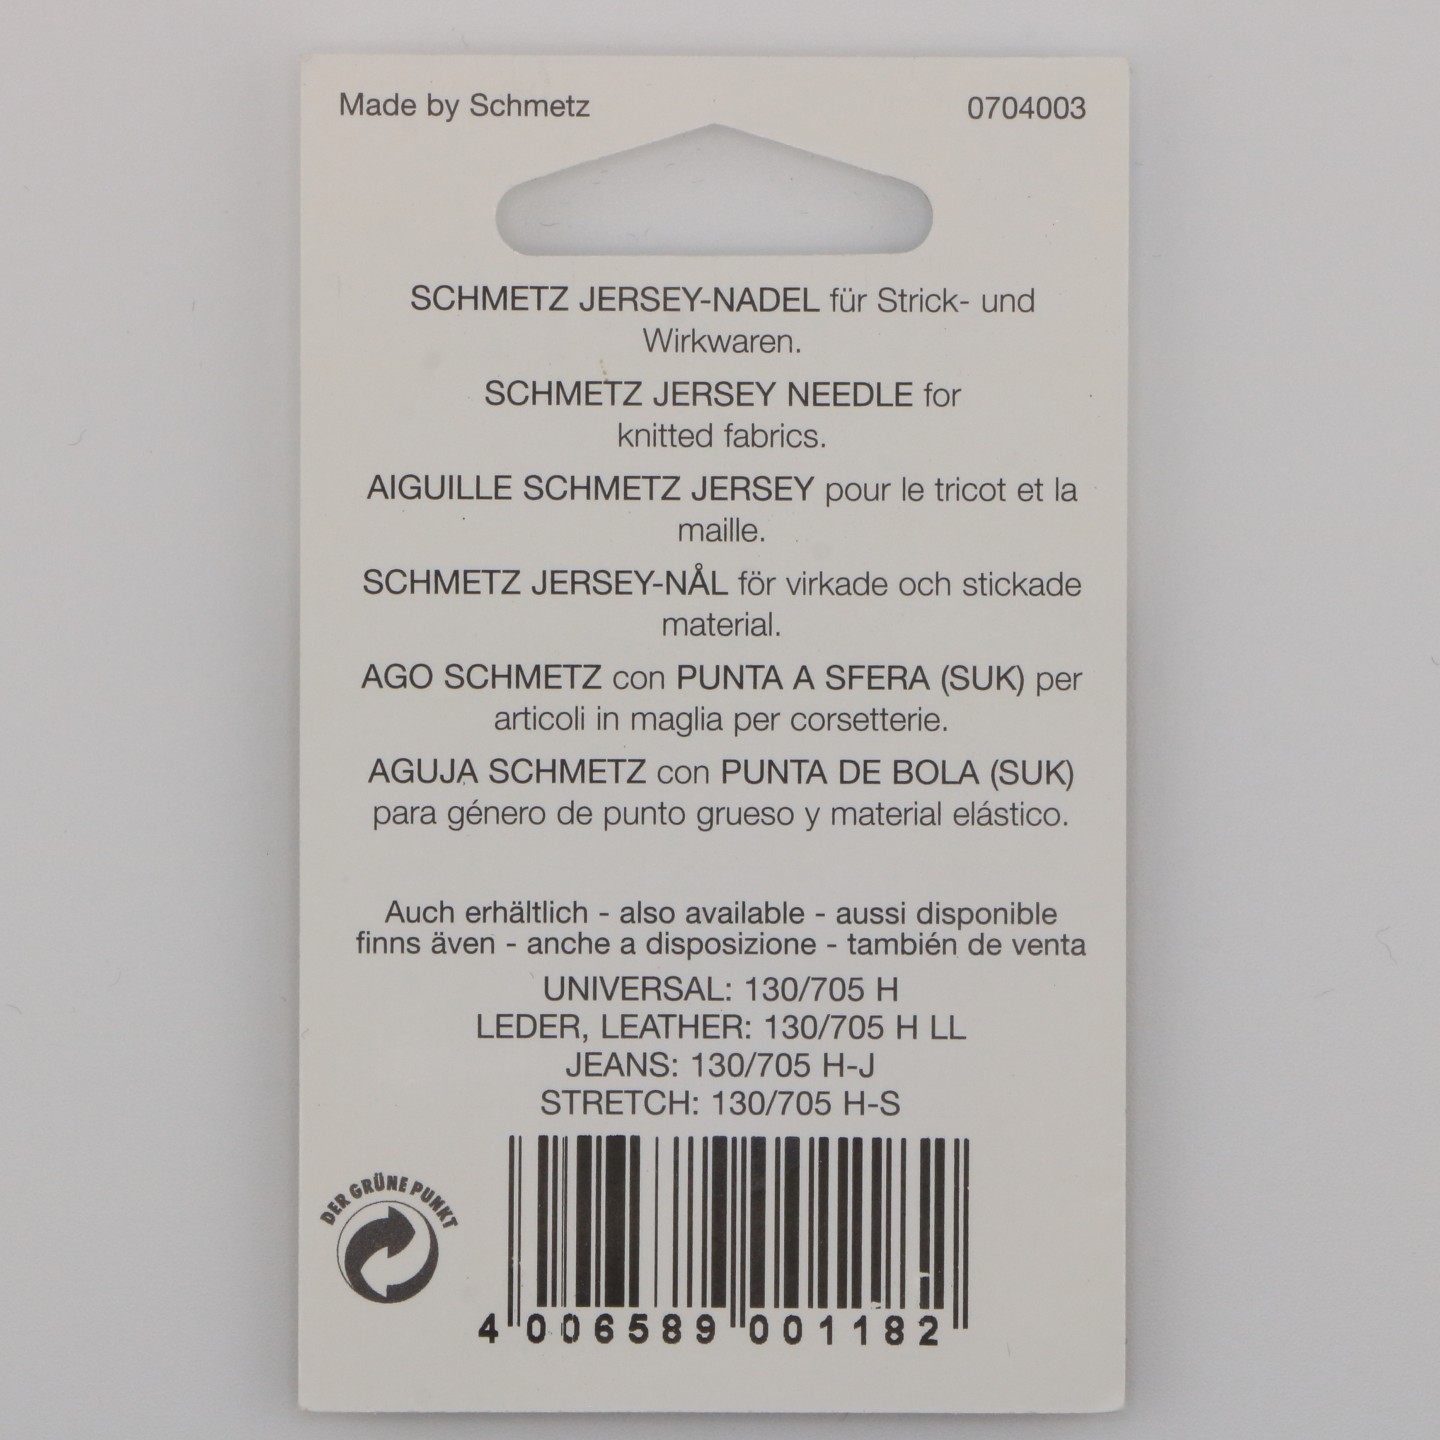 Made by Schmetz
0704003
SCHMETZ JERSEY-NADEL für Strick- und
Wirkwaren.
SCHMETZ JERSEY NEEDLE for
knitted fabrics.
AIGUILLE SCHMETZ JERSEY pour le tricot et la
maille.
SCHMETZ JERSEY-NÅL för virkade och stickade
material.
AGO SCHMETZ con PUNTA A SFERA (SUK) per
articoli in maglia per corsetterie.
AGUJA SCHMETZ con PUNTA DE BOLA (SUK)
para género de punto grueso y material elástico.
Auch erhältlich - also available - aussi disponible
finns även - anche a disposizione - también de venta
UNIVERSAL: 130/705 H
LEDER, LEATHER: 130/705 H LL
JEANS: 130/705 H-J
STRETCH: 130/705 H-S
DER GRÜNE PUNKT
4 006589 001182